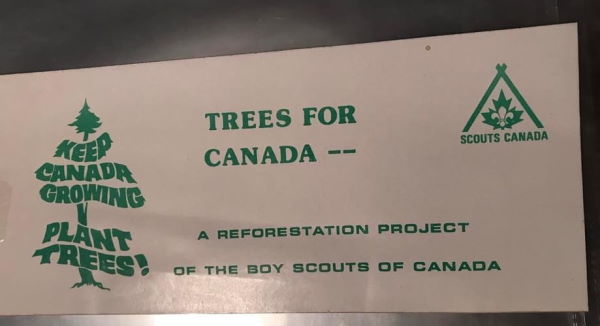 KEEP
CANADA
GROWING
PLANT
TREES!
TREES FOR
CANADA --
A REFORESTATION PROJECT
OF THE BOY SCOUTS OF CANADA
SCOUTS CANADA